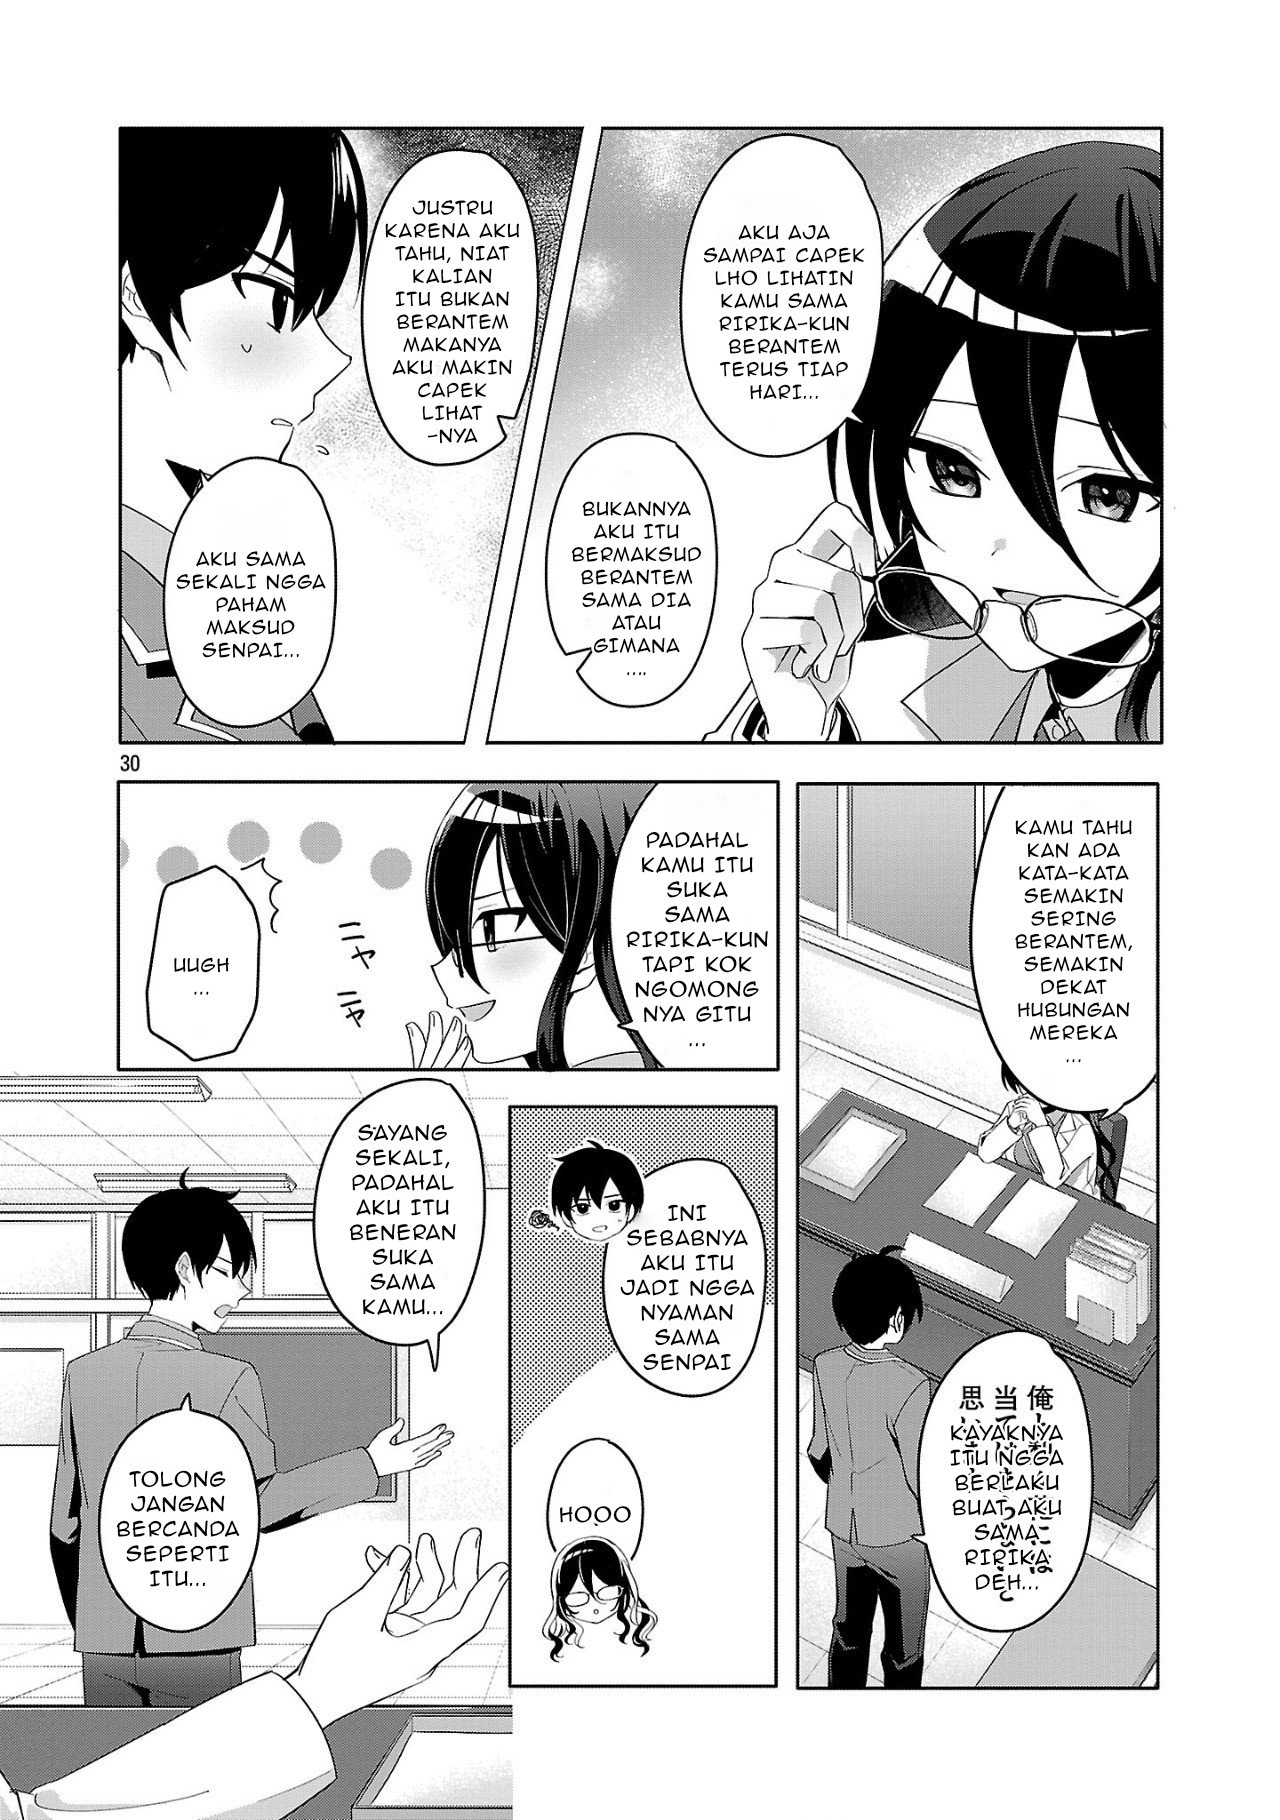 AKU AJA
SAMPAI CAPEK
LHO LIHATIN
KAMU SAMA
RIRIKA-KUN
BERANTEM
TERUS TIAP
HARI...
BUKANNYA
AKU ITU
BERMAKSUD
BERANTEM
SAMA DIA
ATAU
GIMANA
....
JUSTRU
KARENA AKU
TAHU, NIAT
KALIAN
ITU BUKAN
BERANTEM
MAKANYA
AKU MAKIN
CAPEK
LIHAT
-NYA
AKU SAMA
SEKALI NGGA
PAHAM
MAKSUD
SENPAI...
30
KAMU TAHU
KAN ADA
KATA-KATA
SEMAKIN
SERING
BERANTEM,
SEMAKIN
DEKAT
HUBUNGAN
MEREKA
...
俺
当
思
KAYAKNYA
ITU NGGA
BERLAKU
BUAT AKU
SAMA
RIRIKA
DEH...
PADAHAL
KAMU ITU
SUKA
SAMA
RIRIKA-KUN
TAPI KOK
NGOMONG
NYA GITU
...
ニャ
ニャ
UUGH
...
INI
SEBABNYA
AKU ITU
JADI NGGA
NYAMAN
SAMA
SENPAI
HOOO
SAYANG
SEKALI,
PADAHAL
AKU ITU
BENERAN
SUKA
SAMA
KAMU...
TOLONG
JANGAN
BERCANDA
SEPERTI
ITU...